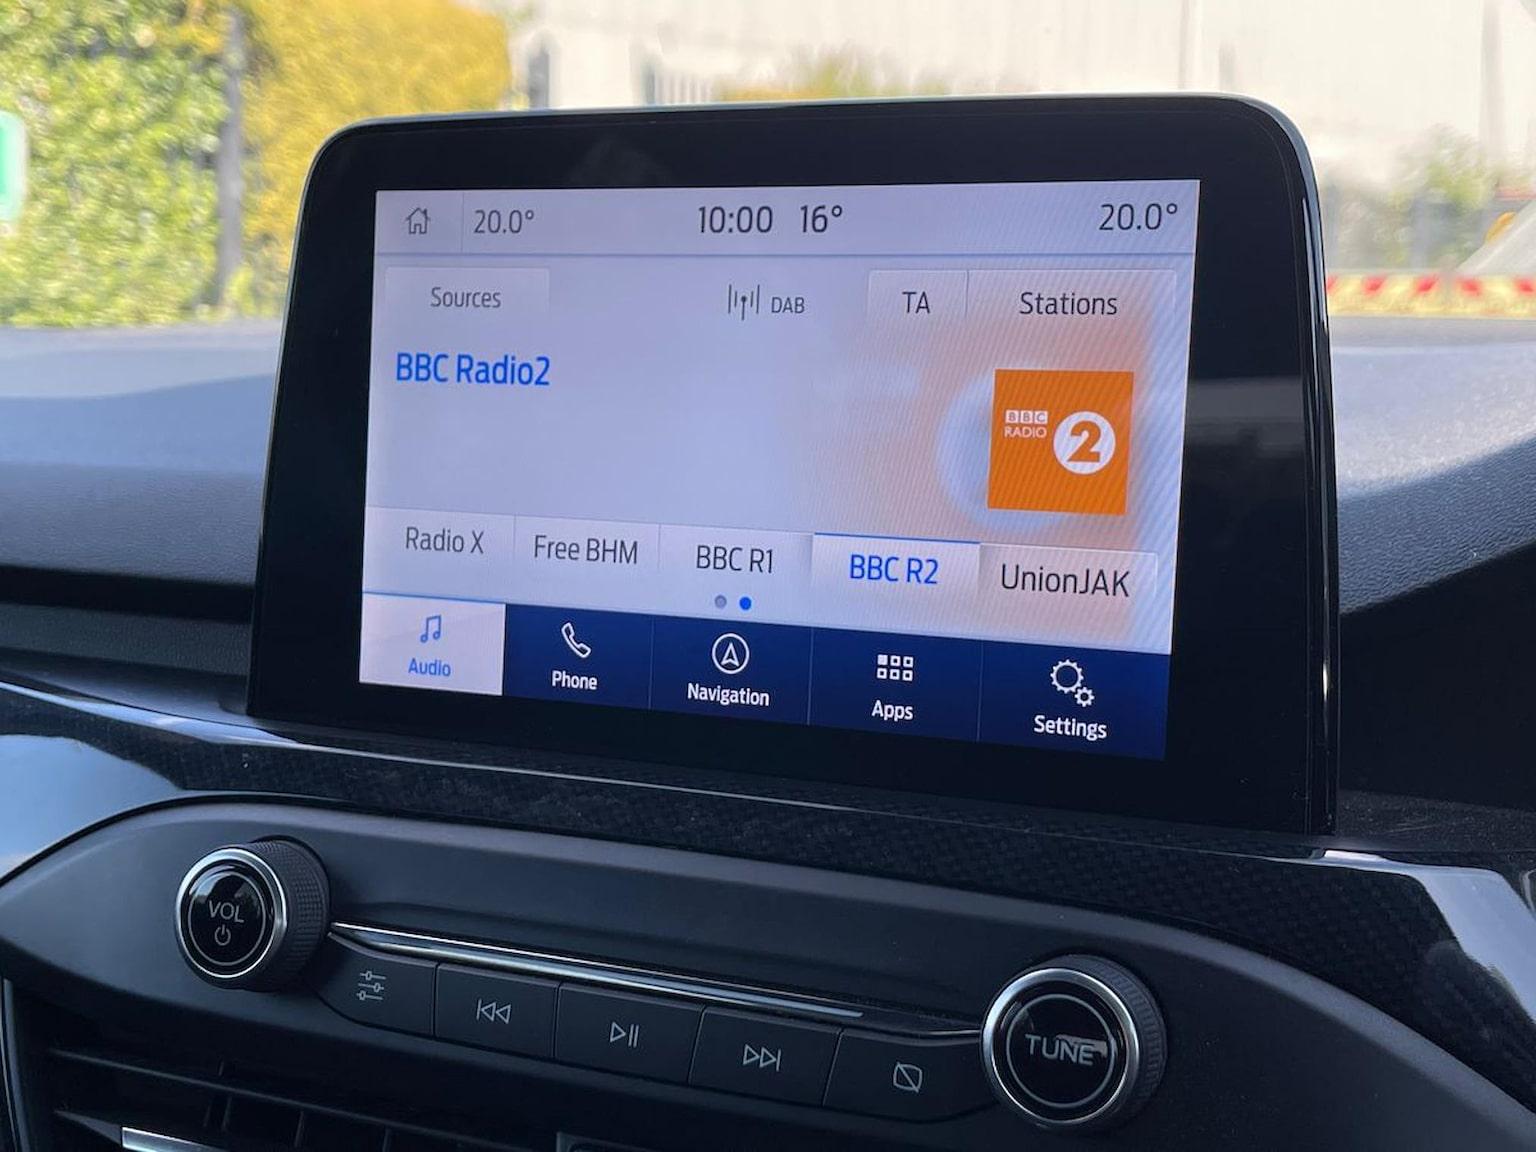 20.0° 10:00 16° 20.0°
Sources DAB TA Stations
BBC Radio2
BBC
RADIO 2
Radio X Free BHM BBC R1 BBC R2 UnionJAK
Audio Phone Navigation Apps Settings
VOL
TUNE